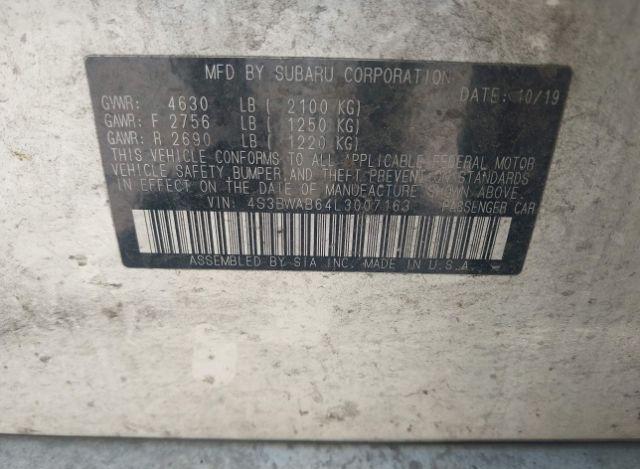 MFD BY SUBARU CORPORATION
DATE: 10/19
GVWR: 4630 LB ( 2100 KG)
GAWR: F 2756 LB ( 1250 KG)
GAWR: R 2690 LB ( 1220 KG)
THIS VEHICLE CONFORMS TO ALL APPLICABLE FEDERAL MOTOR
VEHICLE SAFETY, BUMPER, AND THEFT PREVENTION STANDARDS
IN EFFECT ON THE DATE OF MANUFACTURE SHOWN ABOVE.
VIN: 4S3BWAB64L3007163 PASSENGER CAR
ASSEMBLED BY SIA INC. MADE IN U.S.A.